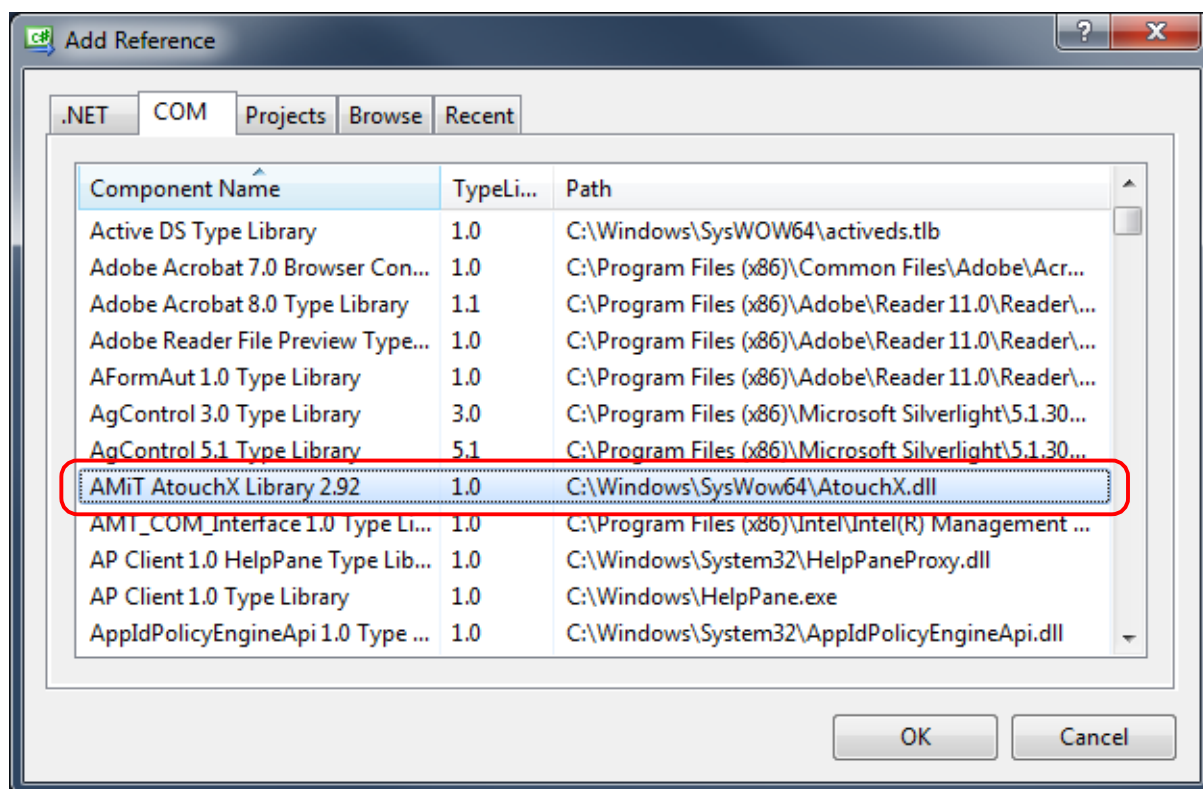 C# Add Reference ? X
.NET COM Projects Browse Recent
Component Name TypeLi... Path
Active DS Type Library 1.0 C:\Windows\SysWOW64\activeds.tlb
Adobe Acrobat 7.0 Browser Con... 1.0 C:\Program Files (x86)\Common Files\Adobe\Acr...
Adobe Acrobat 8.0 Type Library 1.1 C:\Program Files (x86)\Adobe\Reader 11.0\Reader\...
Adobe Reader File Preview Type... 1.0 C:\Program Files (x86)\Adobe\Reader 11.0\Reader\...
AFormAut 1.0 Type Library 1.0 C:\Program Files (x86)\Adobe\Reader 11.0\Reader\...
AgControl 3.0 Type Library 3.0 C:\Program Files (x86)\Microsoft Silverlight\5.1.30...
AgControl 5.1 Type Library 5.1 C:\Program Files (x86)\Microsoft Silverlight\5.1.30...
AMiT AtouchX Library 2.92 1.0 C:\Windows\SysWow64\AtouchX.dll
AMT_COM_Interface 1.0 Type Li... 1.0 C:\Program Files (x86)\Intel\Intel(R) Management ...
AP Client 1.0 HelpPane Type Lib... 1.0 C:\Windows\System32\HelpPaneProxy.dll
AP Client 1.0 Type Library 1.0 C:\Windows\HelpPane.exe
AppIdPolicyEngineApi 1.0 Type ... 1.0 C:\Windows\System32\AppIdPolicyEngineApi.dll
OK Cancel